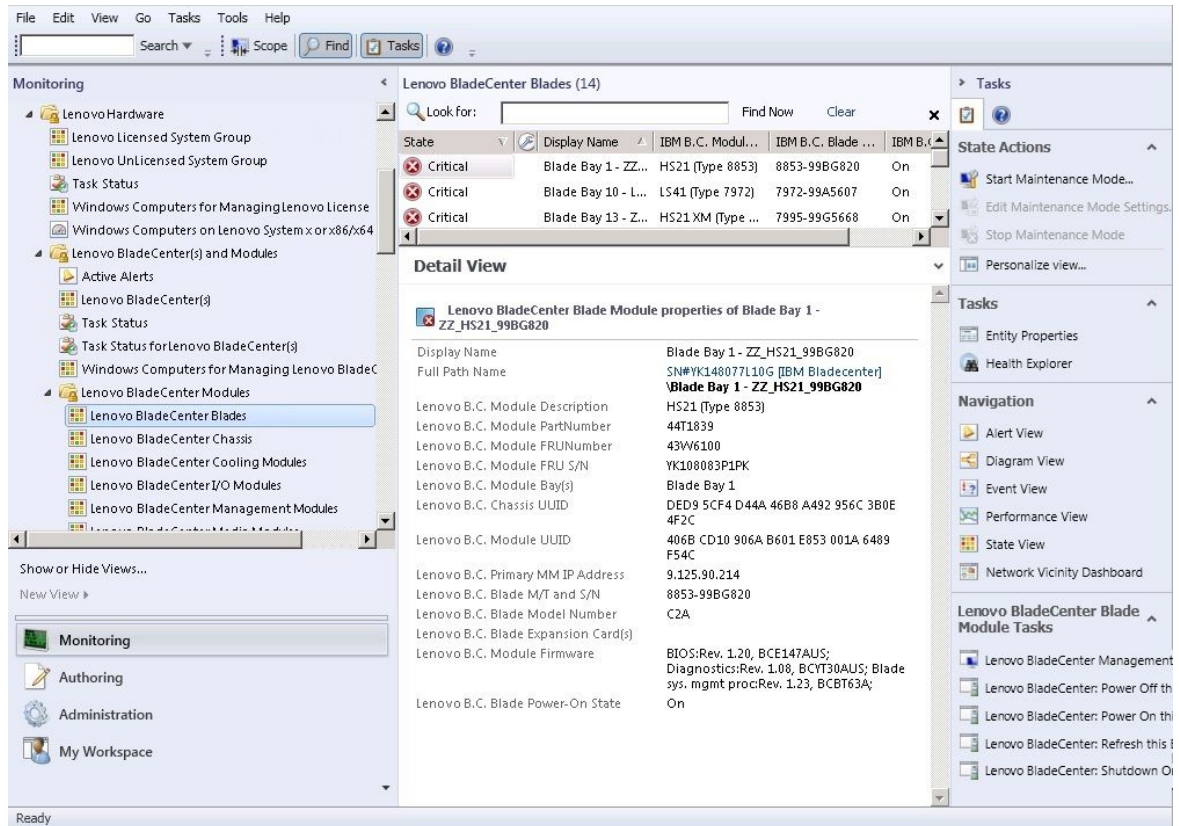 File Edit View Go Tasks Tools Help
Search Scope Find Tasks
Monitoring
Lenovo Hardware
Lenovo Licensed System Group
Lenovo UnLicensed System Group
Task Status
Windows Computers for Managing Lenovo License
Windows Computers on Lenovo System x or x86/x64
Lenovo BladeCenter(s) and Modules
Active Alerts
Lenovo BladeCenter(s)
Task Status
Task Status for Lenovo BladeCenter(s)
Windows Computers for Managing Lenovo BladeC
Lenovo BladeCenter Modules
Lenovo BladeCenter Blades
Lenovo BladeCenter Chassis
Lenovo BladeCenter Cooling Modules
Lenovo BladeCenter I/O Modules
Lenovo BladeCenter Management Modules
Lenovo BladeCenter Media Modules
Show or Hide Views...
New View
Monitoring
Authoring
Administration
My Workspace
Lenovo BladeCenter Blades (14)
Look for: Find Now Clear
State Display Name IBM B.C. Modul... IBM B.C. Blade ... IBM B.(
Critical Blade Bay 1 - ZZ... HS21 (Type 8853) 8853-99BG820 On
Critical Blade Bay 10 - L... LS41 (Type 7972) 7972-99A5607 On
Critical Blade Bay 13 - Z... HS21 XM (Type ... 7995-99G5668 On
Detail View
Lenovo BladeCenter Blade Module properties of Blade Bay 1 -
ZZ_HS21_99BG820
Display Name Blade Bay 1 - ZZ_HS21_99BG820
Full Path Name SN#YK148077L10G [IBM Bladecenter]
\Blade Bay 1 - ZZ_HS21_99BG820
Lenovo B.C. Module Description HS21 (Type 8853)
Lenovo B.C. Module PartNumber 44T1839
Lenovo B.C. Module FRUNumber 43W6100
Lenovo B.C. Module FRU S/N YK108083P1PK
Lenovo B.C. Module Bay(s) Blade Bay 1
Lenovo B.C. Chassis UUID DED9 5CF4 D44A 46B8 A492 956C 3B0E
4F2C
Lenovo B.C. Module UUID 406B CD10 906A B601 E853 001A 6489
F54C
Lenovo B.C. Primary MM IP Address 9.125.90.214
Lenovo B.C. Blade M/T and S/N 8853-99BG820
Lenovo B.C. Blade Model Number C2A
Lenovo B.C. Blade Expansion Card(s)
Lenovo B.C. Module Firmware BIOS:Rev. 1.20, BCE147AUS;
Diagnostics:Rev. 1.08, BCYT30AUS; Blade
sys. mgmt proc:Rev. 1.23, BCBT63A;
Lenovo B.C. Blade Power-On State On
Tasks
State Actions
Start Maintenance Mode...
Edit Maintenance Mode Settings.
Stop Maintenance Mode
Personalize view...
Tasks
Entity Properties
Health Explorer
Navigation
Alert View
Diagram View
Event View
Performance View
State View
Network Vicinity Dashboard
Lenovo BladeCenter Blade
Module Tasks
Lenovo BladeCenter Management
Lenovo BladeCenter: Power Off th
Lenovo BladeCenter: Power On thi
Lenovo BladeCenter: Refresh this
Lenovo BladeCenter: Shutdown O
Ready